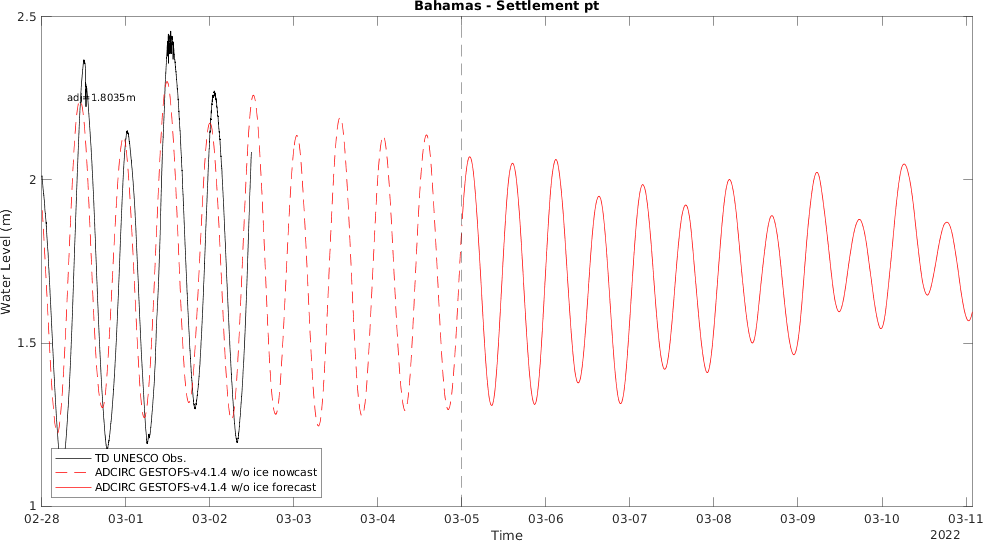 Bahamas - Settlement pt
2.5
2
1.5
1
Water Level (m)
adj=1.8035m
TD UNESCO Obs.
ADCIRC GESTOFS-v4.1.4 w/o ice nowcast
ADCIRC GESTOFS-v4.1.4 w/o ice forecast
02-28 03-01 03-02 03-03 03-04 03-05 03-06 03-07 03-08 03-09 03-10 03-11
Time
2022